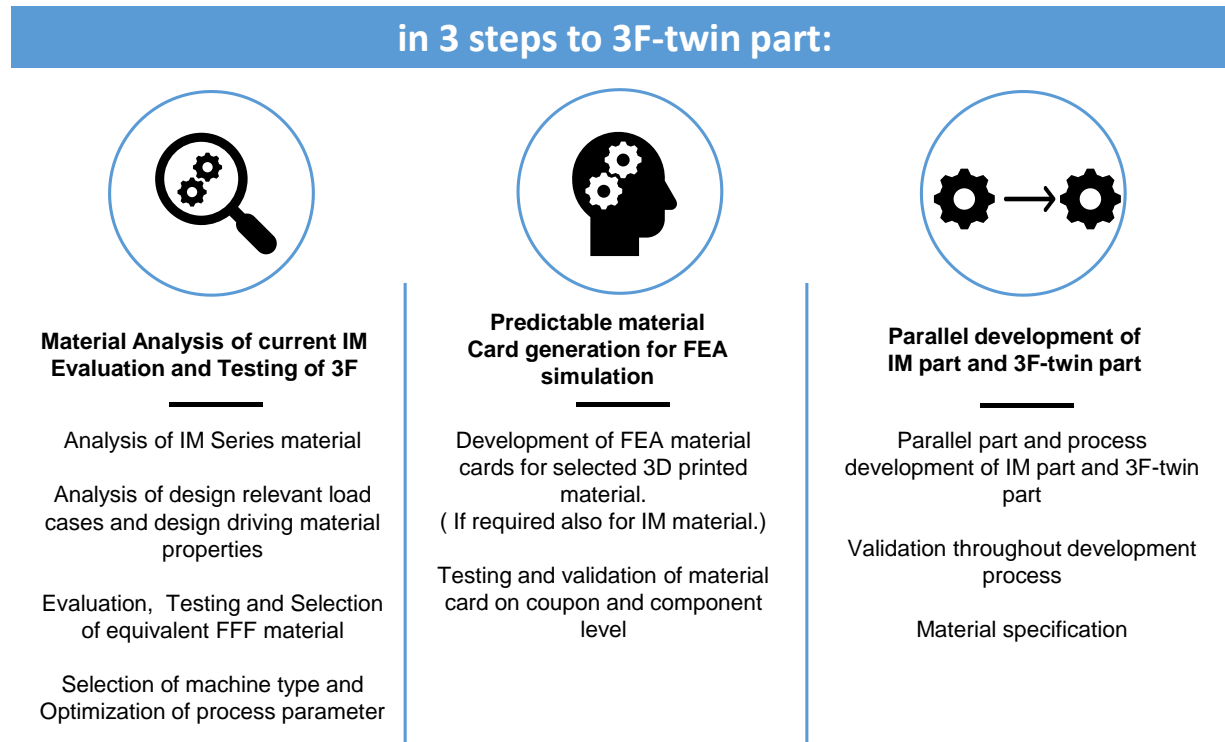 in 3 steps to 3F-twin part:
Material Analysis of current IM
Evaluation and Testing of 3F
Analysis of IM Series material
Analysis of design relevant load
cases and design driving material
properties
Evaluation, Testing and Selection
of equivalent FFF material
Selection of machine type and
Optimization of process parameter
Predictable material
Card generation for FEA
simulation
Development of FEA material
cards for selected 3D printed
material.
( If required also for IM material.)
Testing and validation of material
card on coupon and component
level
Parallel development of
IM part and 3F-twin part
Parallel part and process
development of IM part and 3F-twin
part
Validation throughout development
process
Material specification